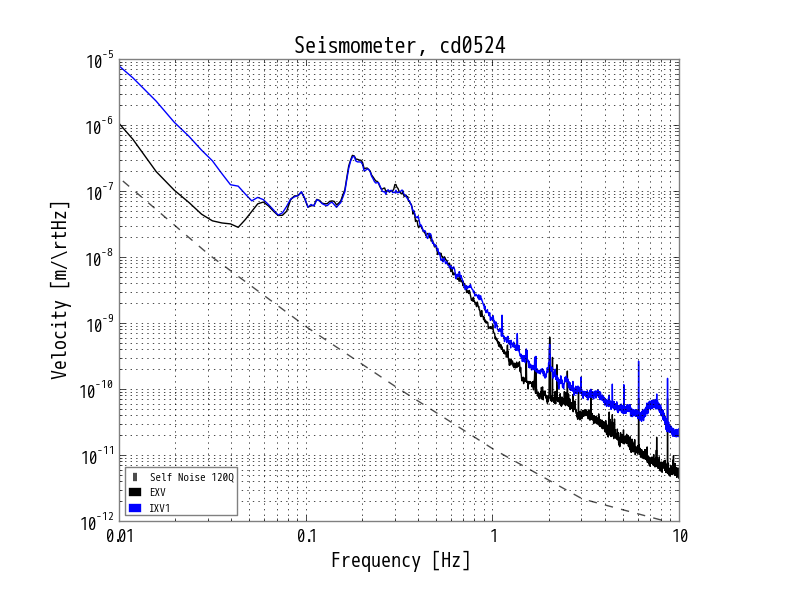 Seismometer, cd0524
10^-5
10^-6
10^-7
10^-8
10^-9
10^-10
10^-11
10^-12
Velocity [m/\rtHz]
Self Noise 120Q
EXV
IXV1
0.01 0.1 1 10
Frequency [Hz]